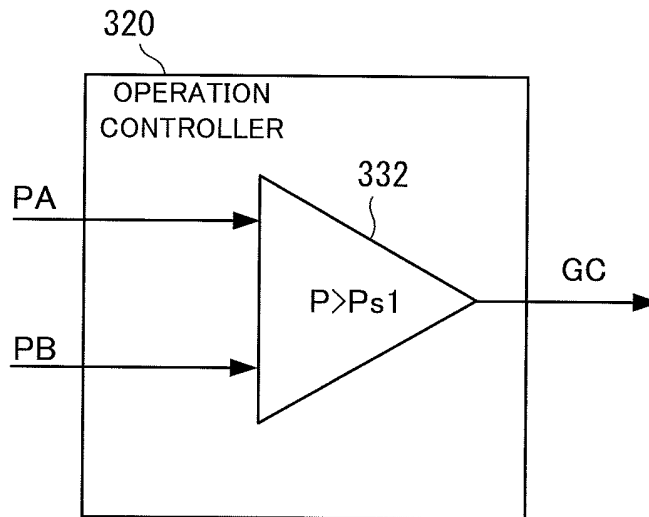 320
OPERATION
CONTROLLER
332
PA
GC
P>Ps1
PB